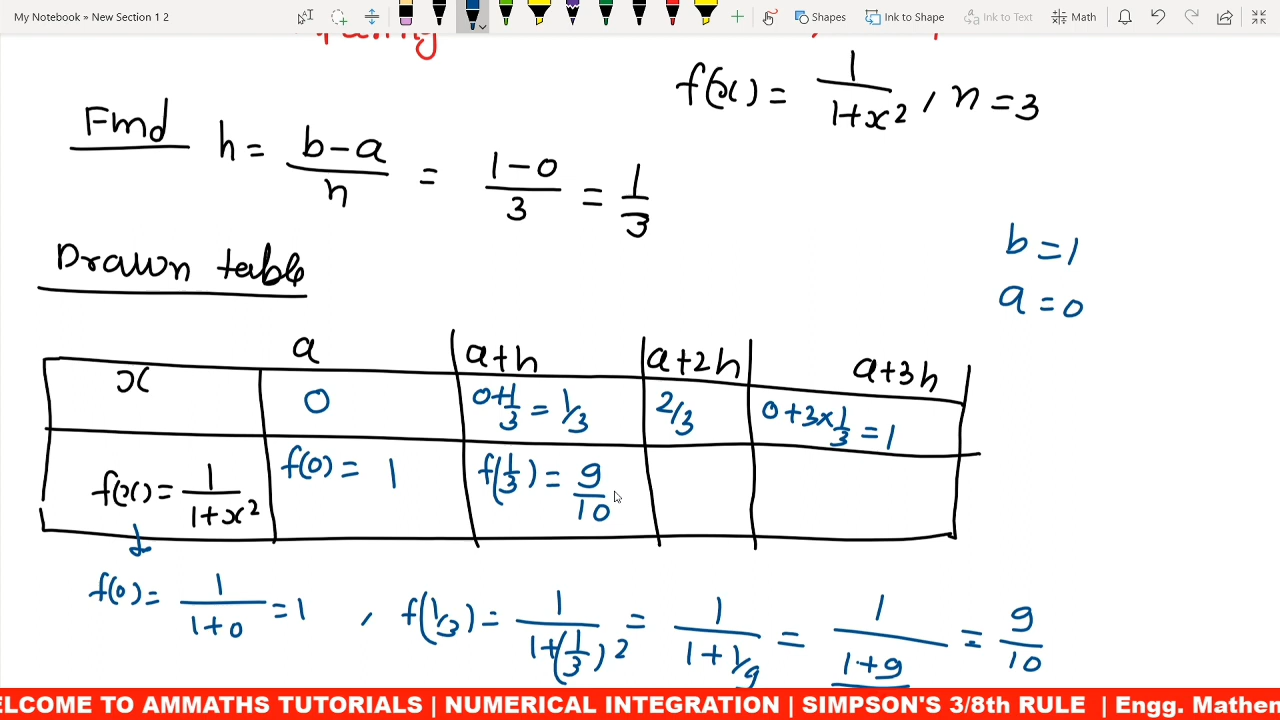 My Notebook » New Section 1 2
Shapes
Ink to Shape
Ink to Text
Math
f(x) = 1/(1+x²), n = 3
Find h = (b-a)/n = (1-0)/3 = 1/3
b = 1
Drawn table
a = 0
a a+h a+2h a+3h
x 0 0+1/3 = 1/3 2/3 0+3×1/3 = 1
f(x) = 1/(1+x²) f(0) = 1 f(1/3) = 9/10
f(0) = 1/(1+0) = 1 , f(1/3) = 1/(1+(1/3)²) = 1/(1+1/9) = 1/(1+9) = 9/10
ELCOME TO AMMATHS TUTORIALS | NUMERICAL INTEGRATION | SIMPSON'S 3/8th RULE | Engg. Mathem